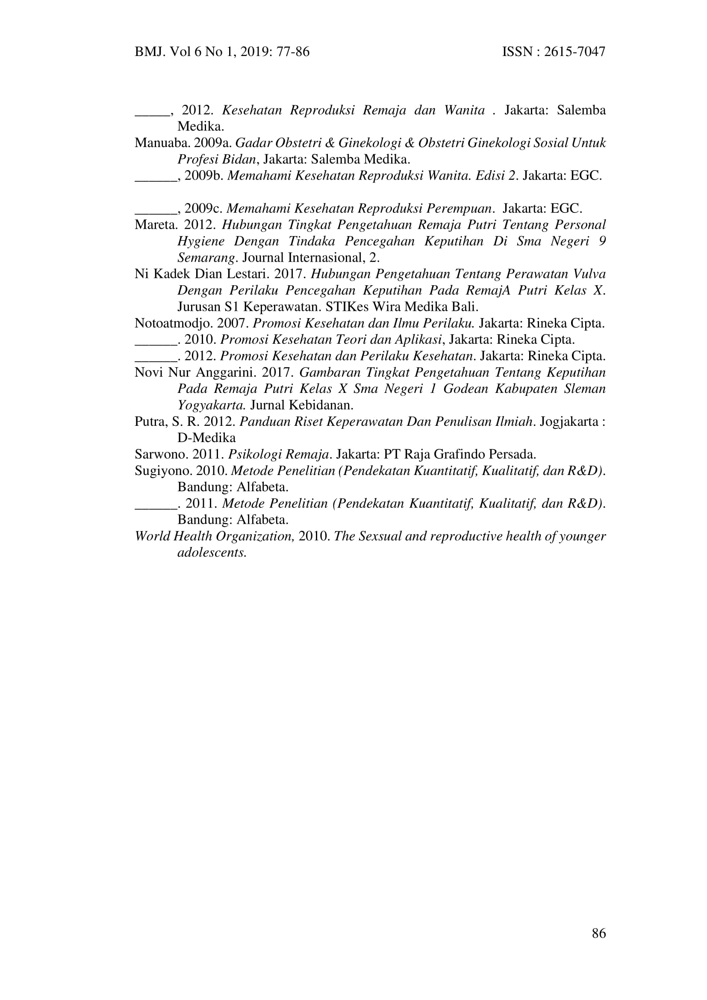 BMJ. Vol 6 No 1, 2019: 77-86 ISSN : 2615-7047
_____, 2012. Kesehatan Reproduksi Remaja dan Wanita . Jakarta: Salemba
Medika.
Manuaba. 2009a. Gadar Obstetri & Ginekologi & Obstetri Ginekologi Sosial Untuk
Profesi Bidan, Jakarta: Salemba Medika.
______, 2009b. Memahami Kesehatan Reproduksi Wanita. Edisi 2. Jakarta: EGC.
______, 2009c. Memahami Kesehatan Reproduksi Perempuan. Jakarta: EGC.
Mareta. 2012. Hubungan Tingkat Pengetahuan Remaja Putri Tentang Personal
Hygiene Dengan Tindaka Pencegahan Keputihan Di Sma Negeri 9
Semarang. Journal Internasional, 2.
Ni Kadek Dian Lestari. 2017. Hubungan Pengetahuan Tentang Perawatan Vulva
Dengan Perilaku Pencegahan Keputihan Pada RemajA Putri Kelas X.
Jurusan S1 Keperawatan. STIKes Wira Medika Bali.
Notoatmodjo. 2007. Promosi Kesehatan dan Ilmu Perilaku. Jakarta: Rineka Cipta.
______. 2010. Promosi Kesehatan Teori dan Aplikasi, Jakarta: Rineka Cipta.
______. 2012. Promosi Kesehatan dan Perilaku Kesehatan. Jakarta: Rineka Cipta.
Novi Nur Anggarini. 2017. Gambaran Tingkat Pengetahuan Tentang Keputihan
Pada Remaja Putri Kelas X Sma Negeri 1 Godean Kabupaten Sleman
Yogyakarta. Jurnal Kebidanan.
Putra, S. R. 2012. Panduan Riset Keperawatan Dan Penulisan Ilmiah. Jogjakarta :
D-Medika
Sarwono. 2011. Psikologi Remaja. Jakarta: PT Raja Grafindo Persada.
Sugiyono. 2010. Metode Penelitian (Pendekatan Kuantitatif, Kualitatif, dan R&D).
Bandung: Alfabeta.
______. 2011. Metode Penelitian (Pendekatan Kuantitatif, Kualitatif, dan R&D).
Bandung: Alfabeta.
World Health Organization, 2010. The Sexsual and reproductive health of younger
adolescents.
86